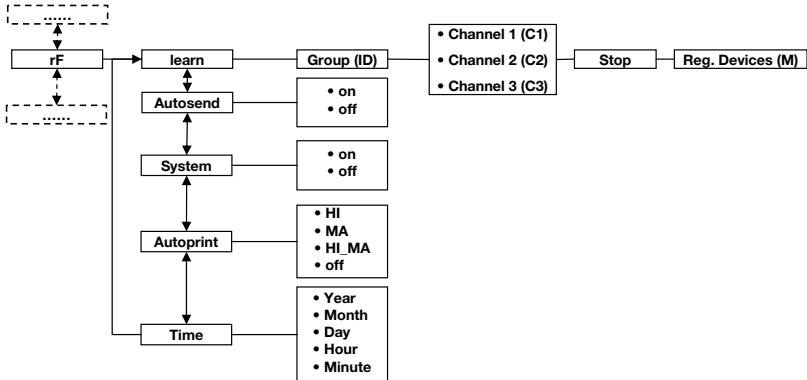 ......
rF
......
learn
Group (ID)
• Channel 1 (C1)
• Channel 2 (C2)
• Channel 3 (C3)
Stop
Reg. Devices (M)
Autosend
• on
• off
System
• on
• off
Autoprint
• HI
• MA
• HI_MA
• off
Time
• Year
• Month
• Day
• Hour
• Minute